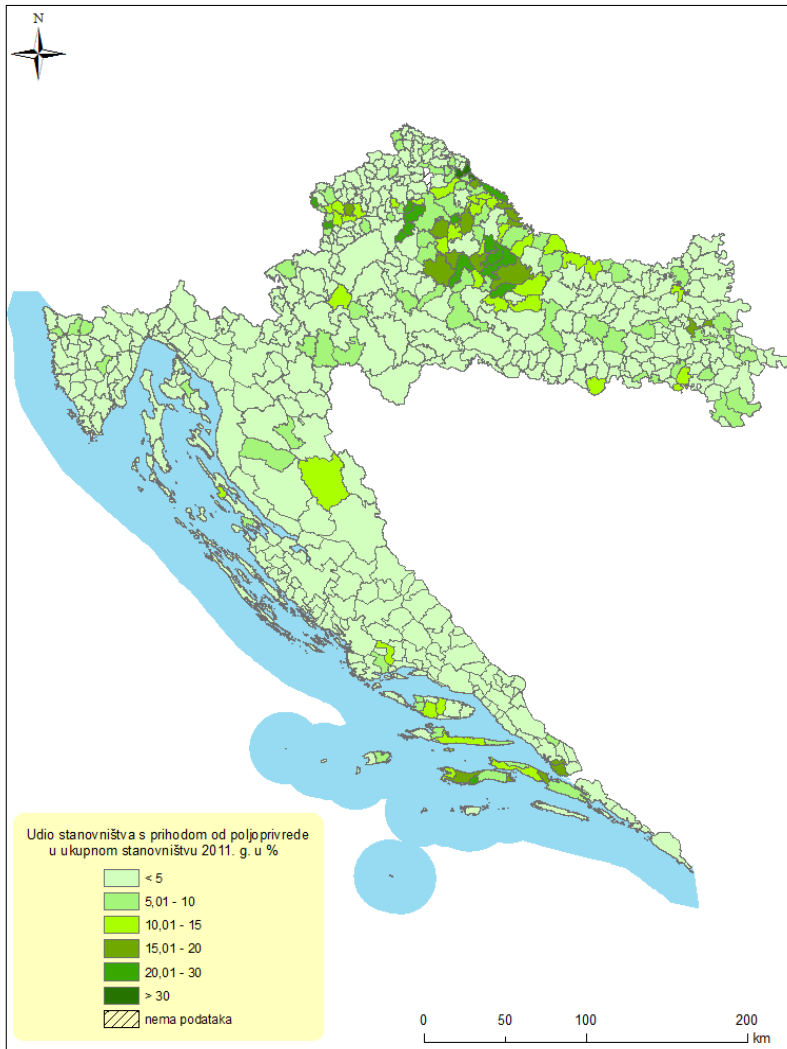 N
Udio stanovništva s prihodom od poljoprivrede
u ukupnom stanovništvu 2011. g. u %
< 5
5,01 - 10
10,01 - 15
15,01 - 20
20,01 - 30
> 30
nema podataka
0 50 100 200
km